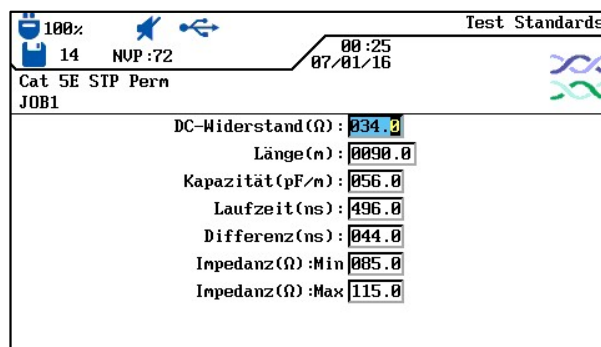 100% Test Standards
14 NVP:72 00:25
07/01/16
Cat 5E STP Perm
JOB1
DC-Widerstand(Ω): 034.0
Länge(m): 0090.0
Kapazität(pF/m): 056.0
Laufzeit(ns): 496.0
Differenz(ns): 044.0
Impedanz(Ω):Min 085.0
Impedanz(Ω):Max 115.0